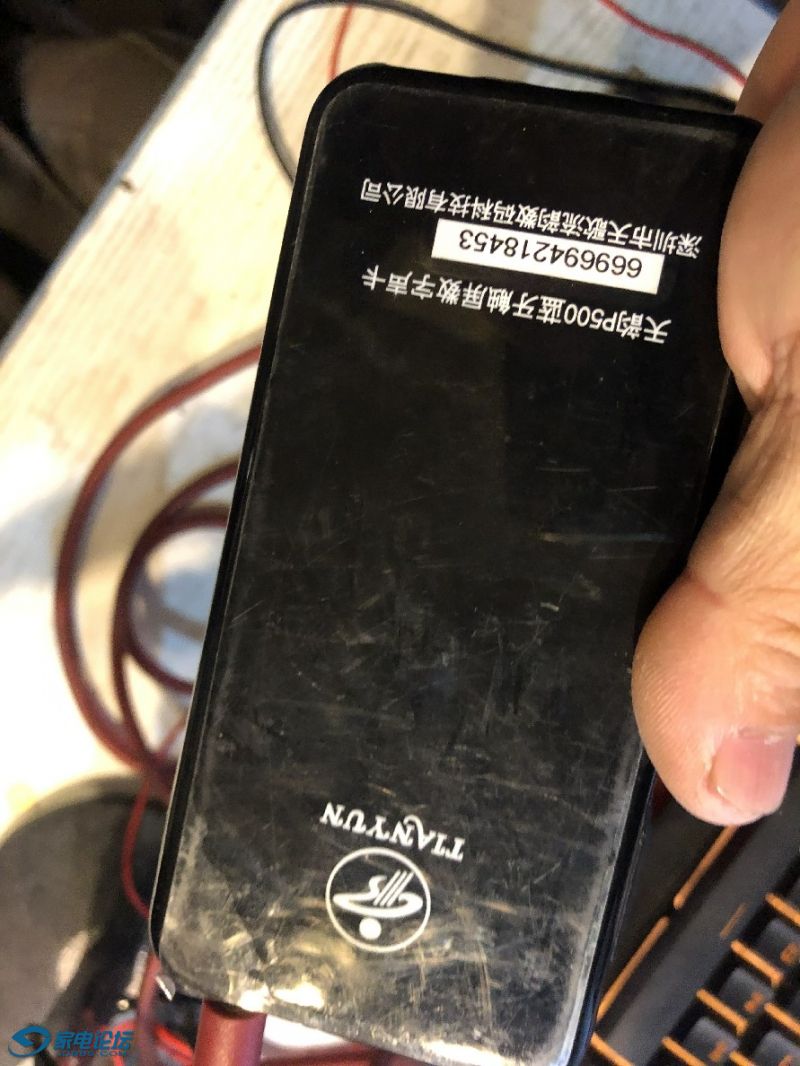 TIANYUN
天韵P500蓝牙触屏数字声卡
669694218453
深圳市天歌流韵数码科技有限公司
家电论坛